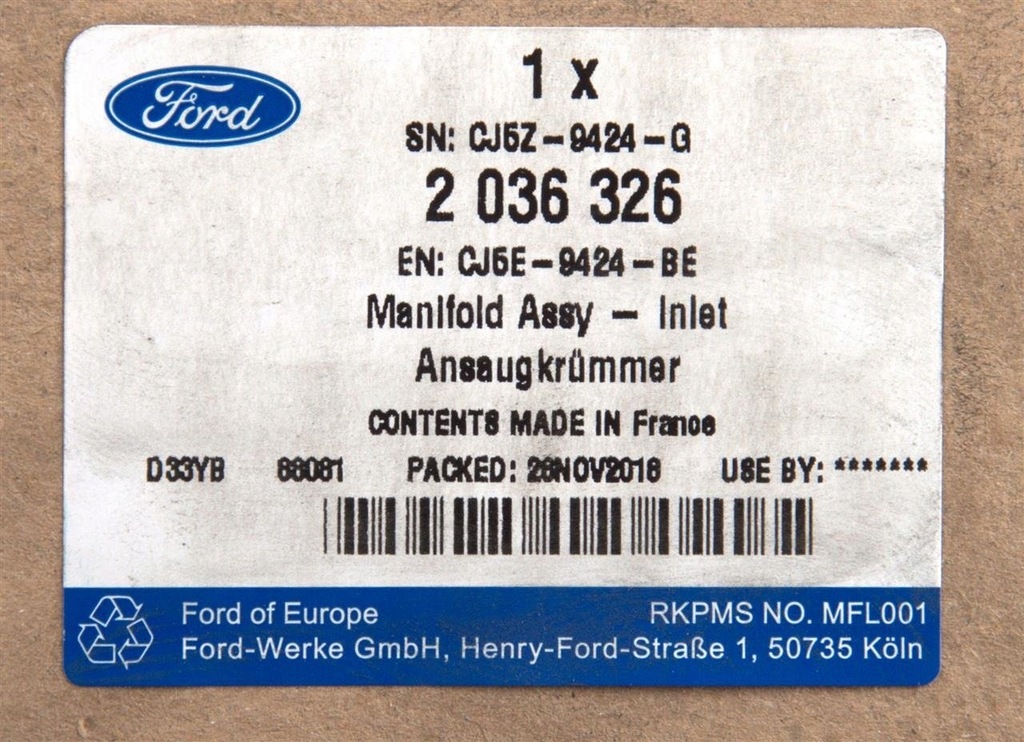 Ford
1 x
SN: CJ5Z-9424-G
2 036 326
EN: CJ5E-9424-BE
Manifold Assy - Inlet
Ansaugkrümmer
CONTENTS MADE IN France
D33YB PACKED: USE BY: *******
Ford of Europe RKPMS NO. MFL001
Ford-Werke GmbH, Henry-Ford-Straße 1, 50735 Köln